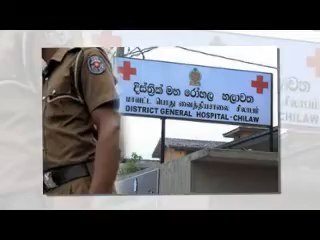 දිස්ත්‍රික් මහ රෝහල හලාවත
மாவட்ட பொது வைத்தியசாலை சிலாபம்
DISTRICT GENERAL HOSPITAL-CHILAW